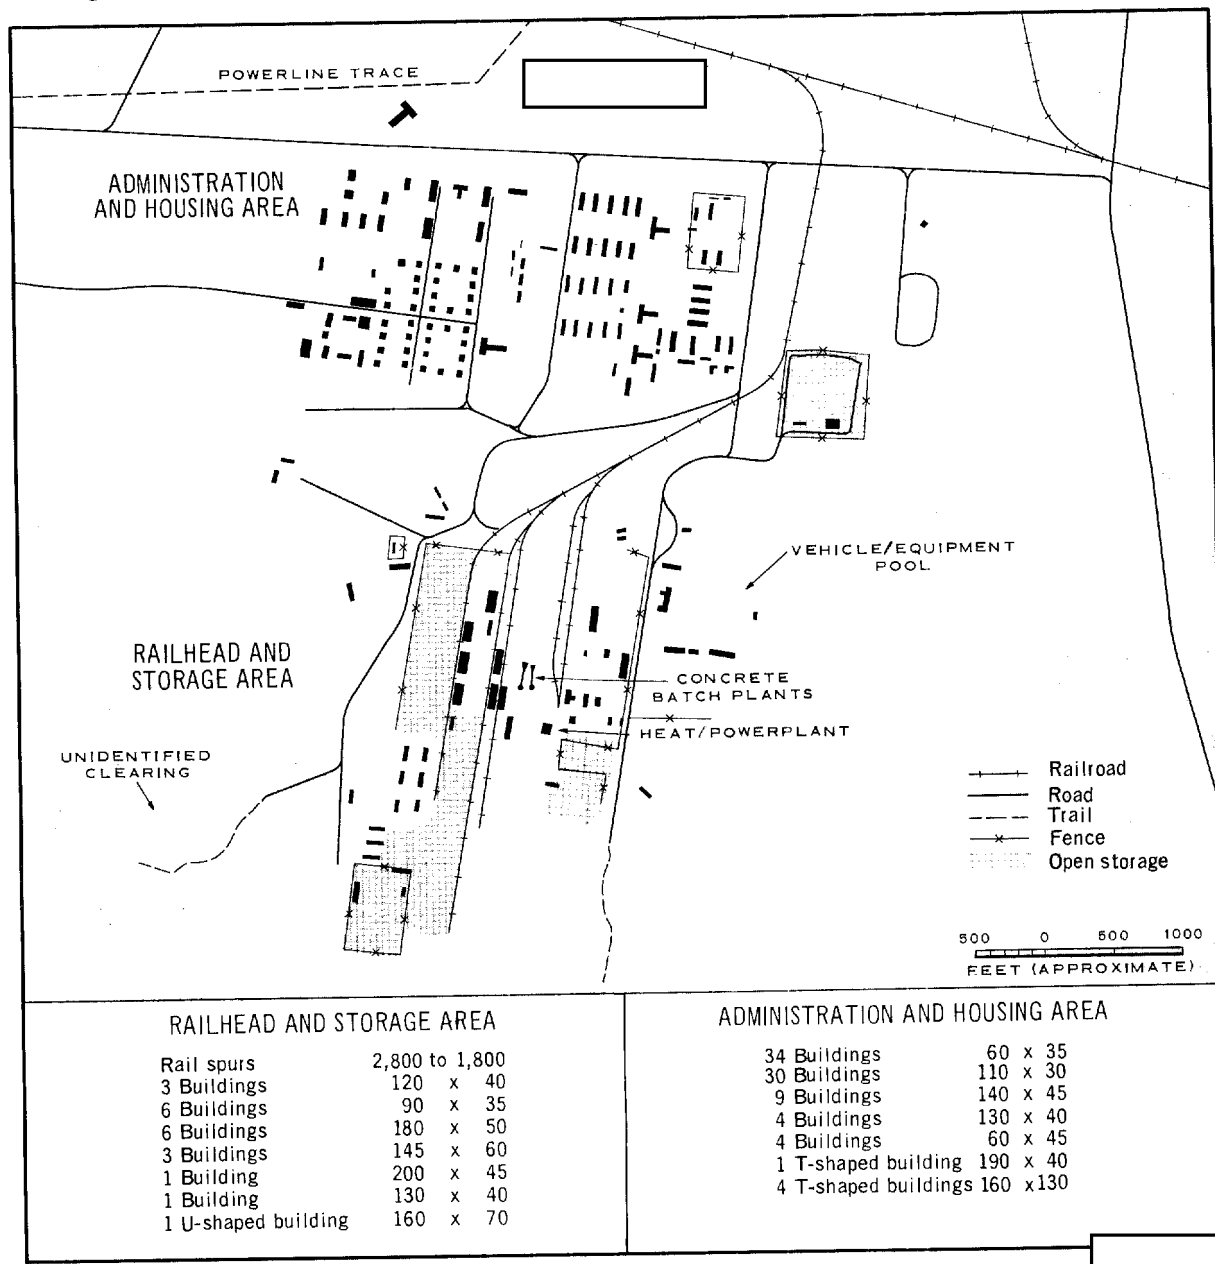 POWERLINE TRACE
ADMINISTRATION
AND HOUSING AREA
VEHICLE/EQUIPMENT
POOL
RAILHEAD AND
STORAGE AREA
CONCRETE
BATCH PLANTS
HEAT/POWERPLANT
UNIDENTIFIED
CLEARING
Railroad
Road
Trail
Fence
Open storage
500 0 500 1000
FEET (APPROXIMATE)
RAILHEAD AND STORAGE AREA
Rail spurs 2,800 to 1,800
3 Buildings 120 x 40
6 Buildings 90 x 35
6 Buildings 180 x 50
3 Buildings 145 x 60
1 Building 200 x 45
1 Building 130 x 40
1 U-shaped building 160 x 70
ADMINISTRATION AND HOUSING AREA
34 Buildings 60 x 35
30 Buildings 110 x 30
9 Buildings 140 x 45
4 Buildings 130 x 40
4 Buildings 60 x 45
1 T-shaped building 190 x 40
4 T-shaped buildings 160 x130